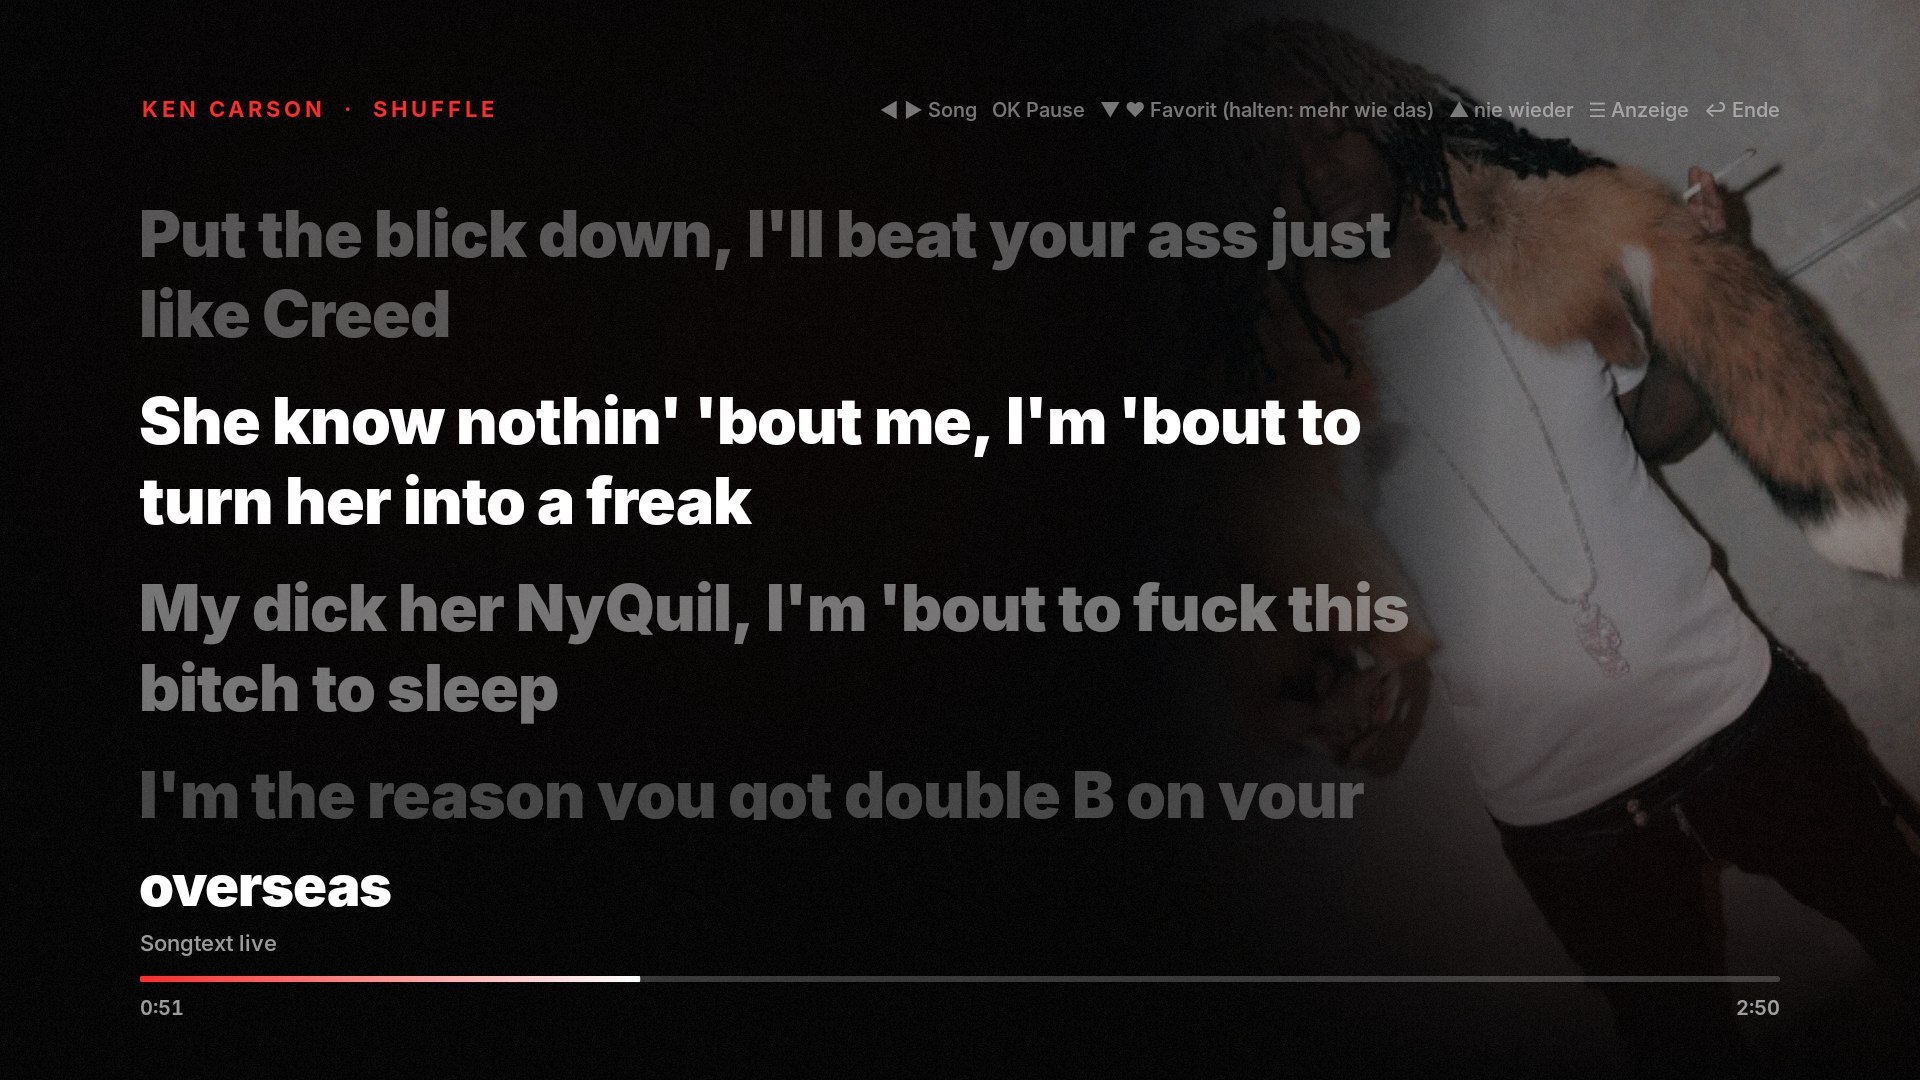 KEN CARSON · SHUFFLE
◀ ▶ Song OK Pause ▼ ♥ Favorit (halten: mehr wie das) ▲ nie wieder ☰ Anzeige ↩ Ende
Put the blick down, I'll beat your ass just
like Creed
She know nothin' 'bout me, I'm 'bout to
turn her into a freak
My dick her NyQuil, I'm 'bout to fuck this
bitch to sleep
I'm the reason you got double B on your
overseas
Songtext live
0:51
2:50